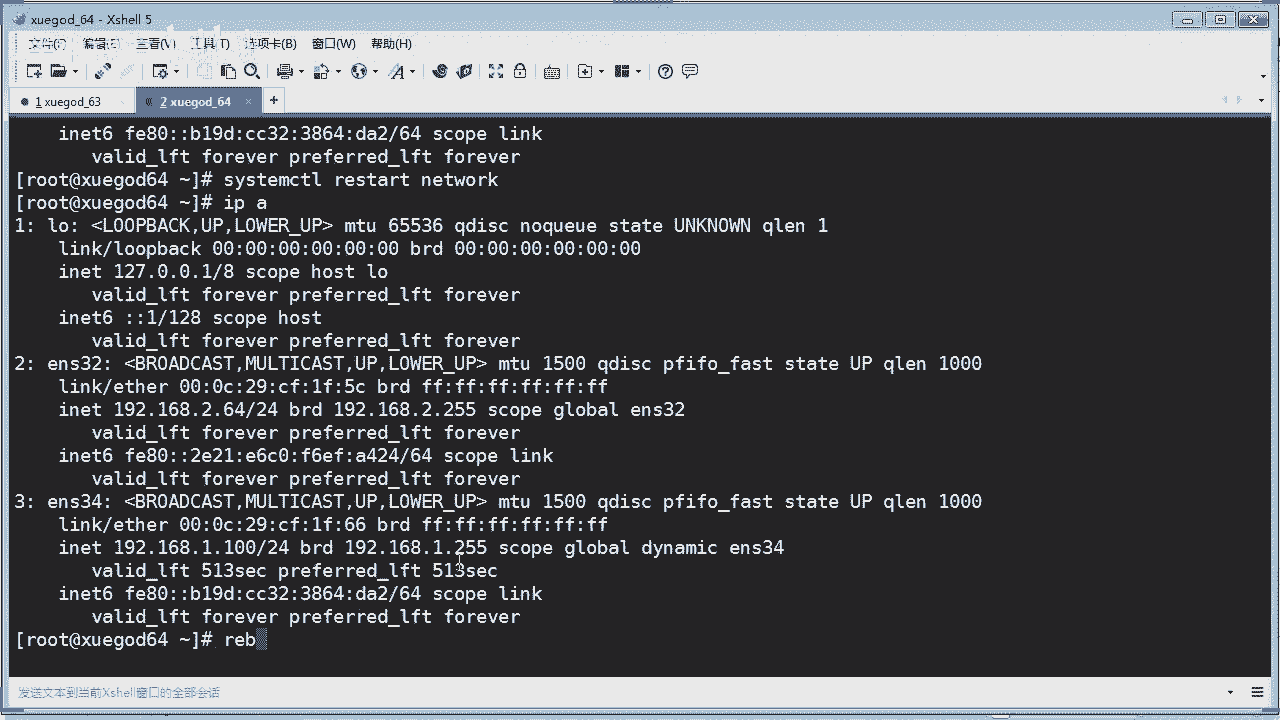 xuegod_64 - Xshell 5
文件(F) 编辑(E) 查看(V) 工具(T) 选项卡(B) 窗口(W) 帮助(H)
1 xuegod_63 2 xuegod_64
inet6 fe80::b19d:cc32:3864:da2/64 scope link
valid_lft forever preferred_lft forever
[root@xuegod64 ~]# systemctl restart network
[root@xuegod64 ~]# ip a
1: lo: <LOOPBACK,UP,LOWER_UP> mtu 65536 qdisc noqueue state UNKNOWN qlen 1
link/loopback 00:00:00:00:00:00 brd 00:00:00:00:00:00
inet 127.0.0.1/8 scope host lo
valid_lft forever preferred_lft forever
inet6 ::1/128 scope host
valid_lft forever preferred_lft forever
2: ens32: <BROADCAST,MULTICAST,UP,LOWER_UP> mtu 1500 qdisc pfifo_fast state UP qlen 1000
link/ether 00:0c:29:cf:1f:5c brd ff:ff:ff:ff:ff:ff
inet 192.168.2.64/24 brd 192.168.2.255 scope global ens32
valid_lft forever preferred_lft forever
inet6 fe80::2e21:e6c0:f6ef:a424/64 scope link
valid_lft forever preferred_lft forever
3: ens34: <BROADCAST,MULTICAST,UP,LOWER_UP> mtu 1500 qdisc pfifo_fast state UP qlen 1000
link/ether 00:0c:29:cf:1f:66 brd ff:ff:ff:ff:ff:ff
inet 192.168.1.100/24 brd 192.168.1.255 scope global dynamic ens34
valid_lft 513sec preferred_lft 513sec
inet6 fe80::b19d:cc32:3864:da2/64 scope link
valid_lft forever preferred_lft forever
[root@xuegod64 ~]# reb
发送文本到当前Xshell窗口的全部会话